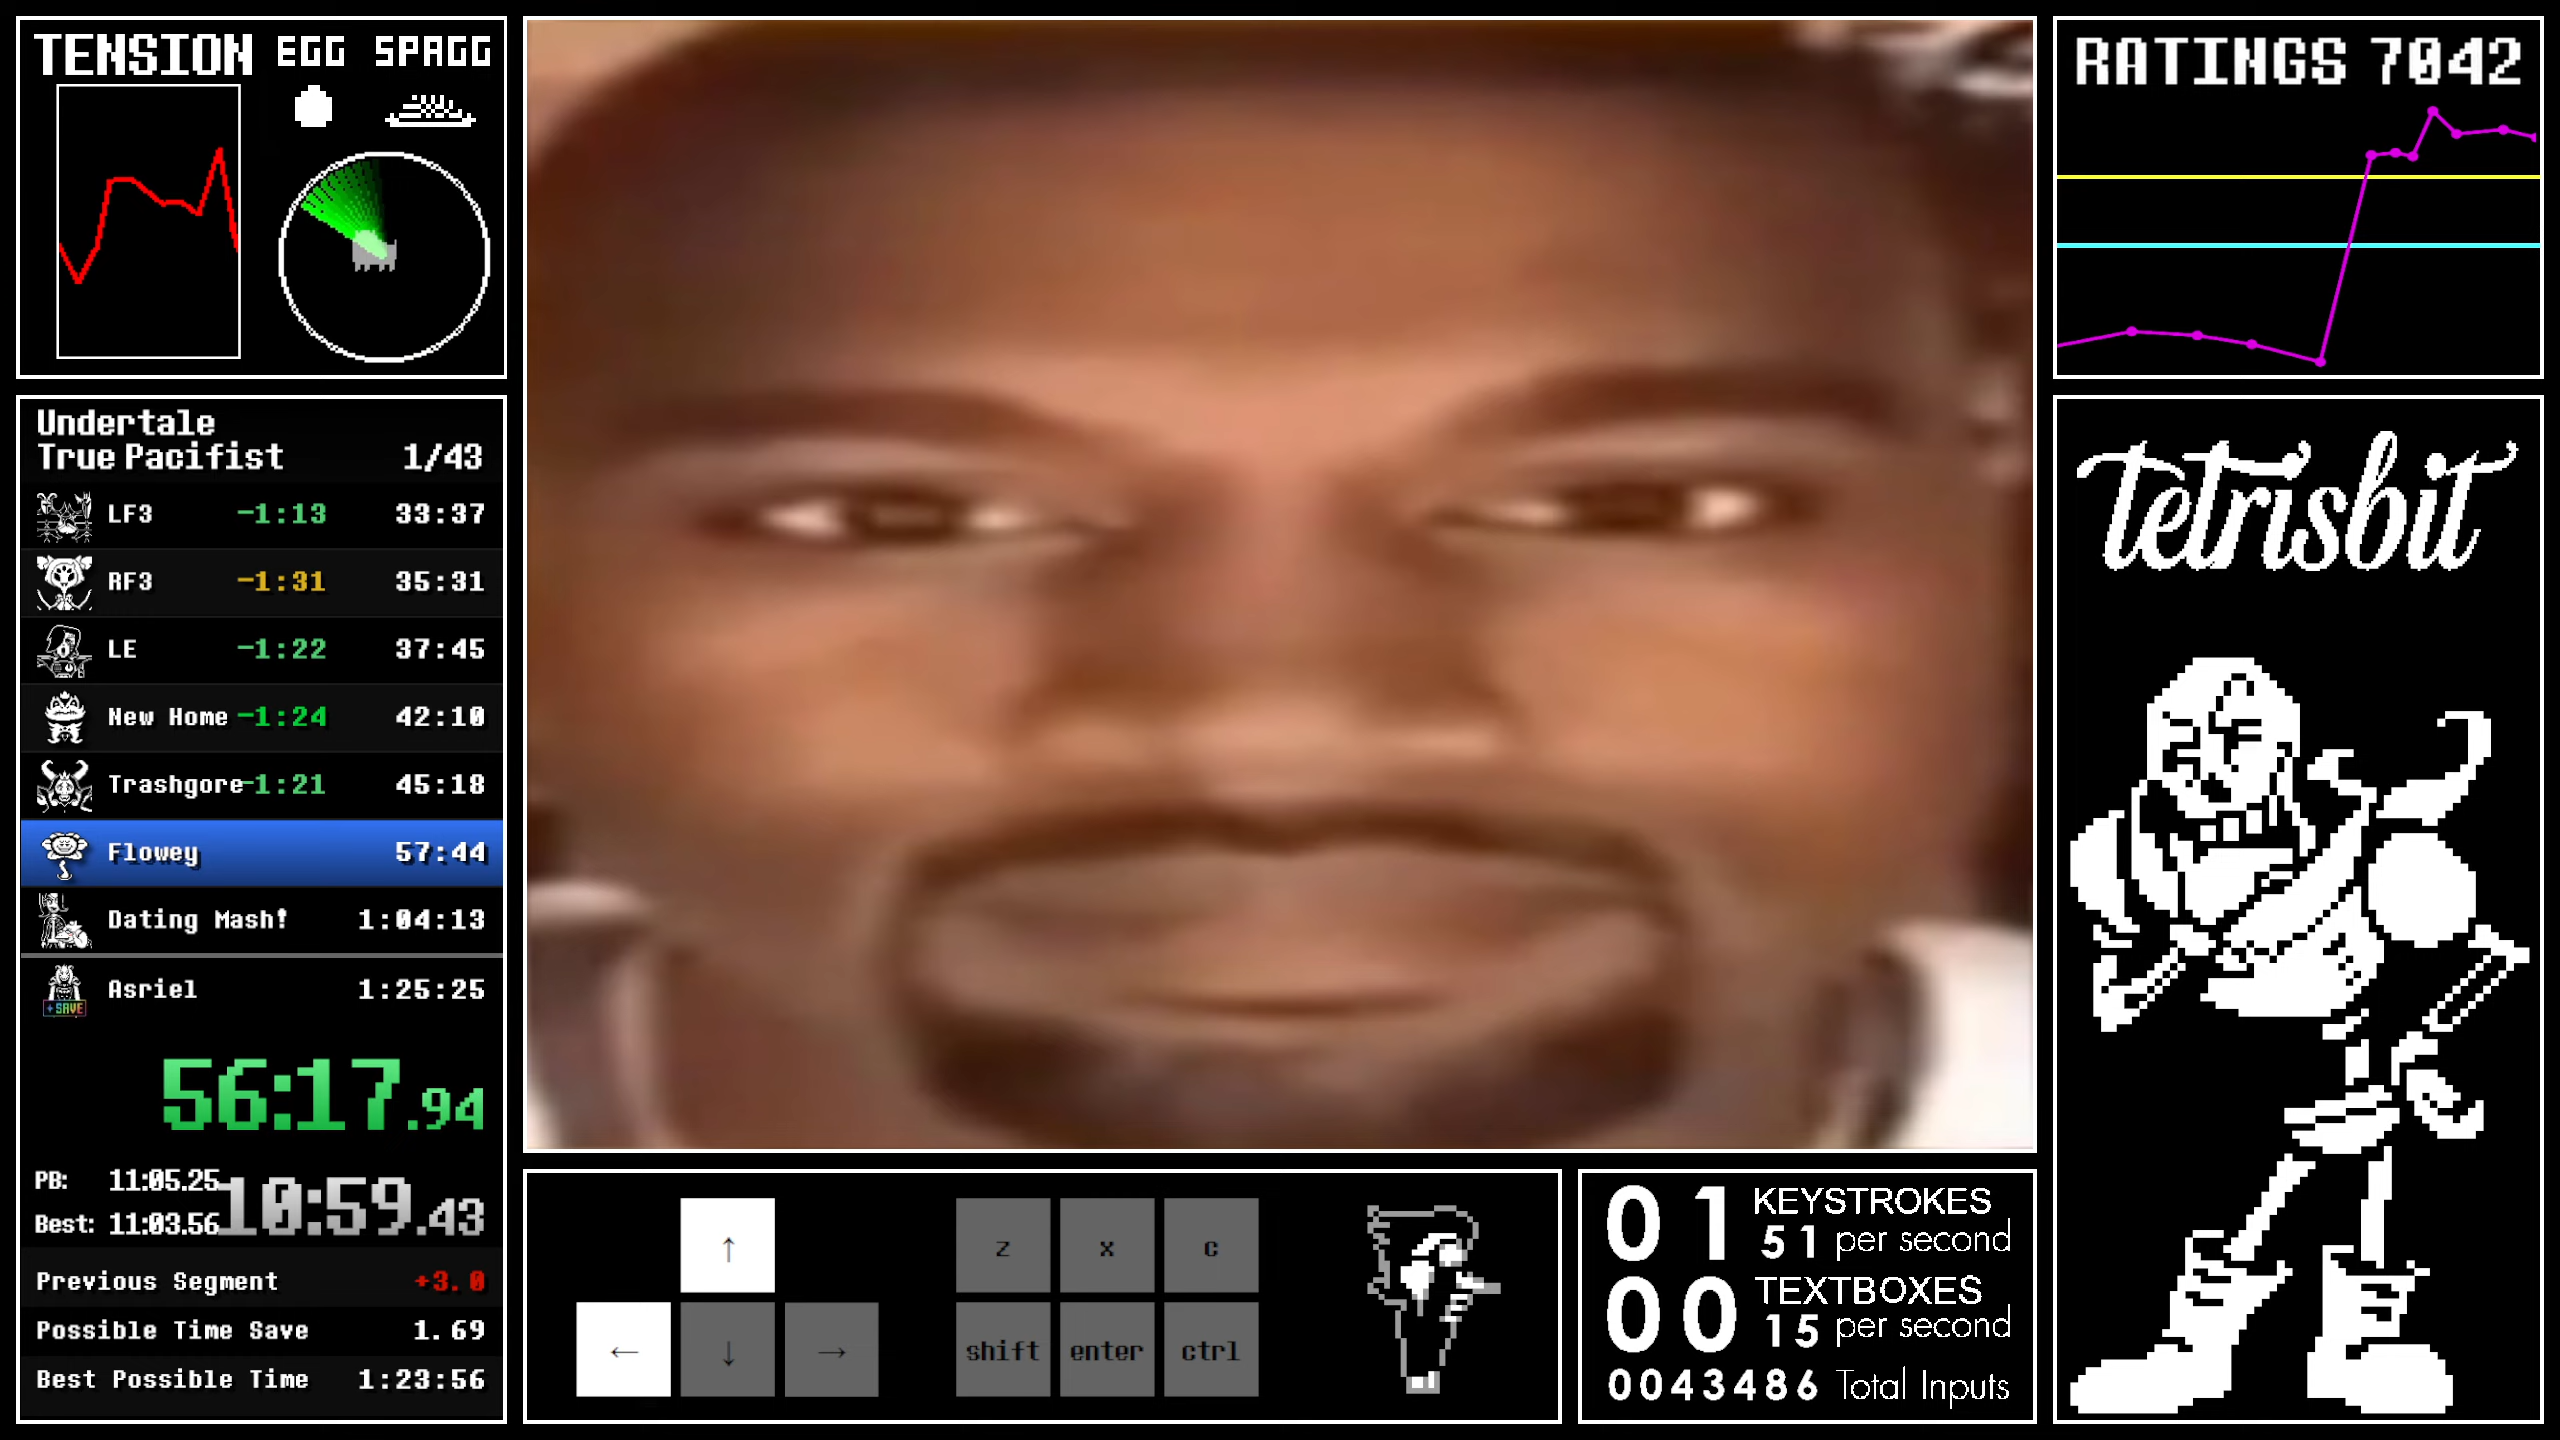 TENSION EGG SPAGG
Undertale
True Pacifist 1/43
LF3 -1:13 33:37
RF3 -1:31 35:31
LE -1:22 37:45
New Home -1:24 42:10
Trashgore -1:21 45:18
Flowey 57:44
Dating Mash! 1:04:13
+SAVE
Asriel 1:25:25
56:17.94
PB: 11:05.25
Best: 11:03.56
10:59.43
Previous Segment +3.0
Possible Time Save 1.69
Best Possible Time 1:23:56
↑
← ↓ →
z x c
shift enter ctrl
01 KEYSTROKES
51 per second
00 TEXTBOXES
15 per second
0043486 Total Inputs
RATINGS 7042
tetrisbit